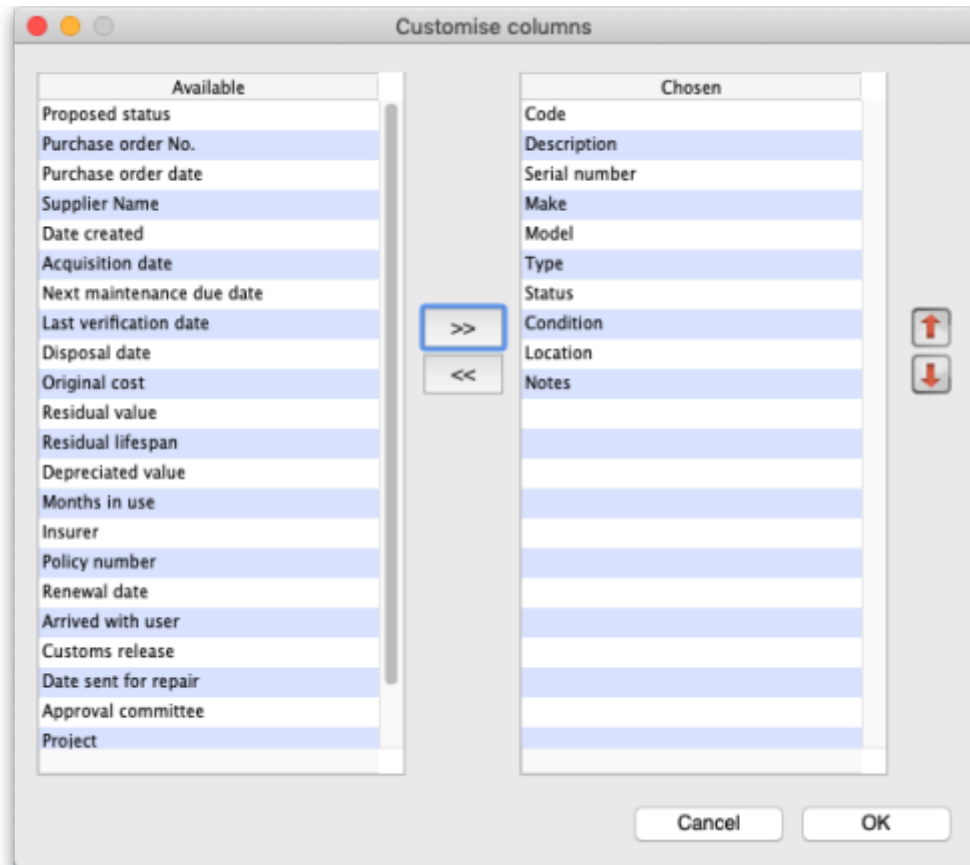 Customise columns
Available
Proposed status
Purchase order No.
Purchase order date
Supplier Name
Date created
Acquisition date
Next maintenance due date
Last verification date
Disposal date
Original cost
Residual value
Residual lifespan
Depreciated value
Months in use
Insurer
Policy number
Renewal date
Arrived with user
Customs release
Date sent for repair
Approval committee
Project
>>
<<
Chosen
Code
Description
Serial number
Make
Model
Type
Status
Condition
Location
Notes
Cancel
OK